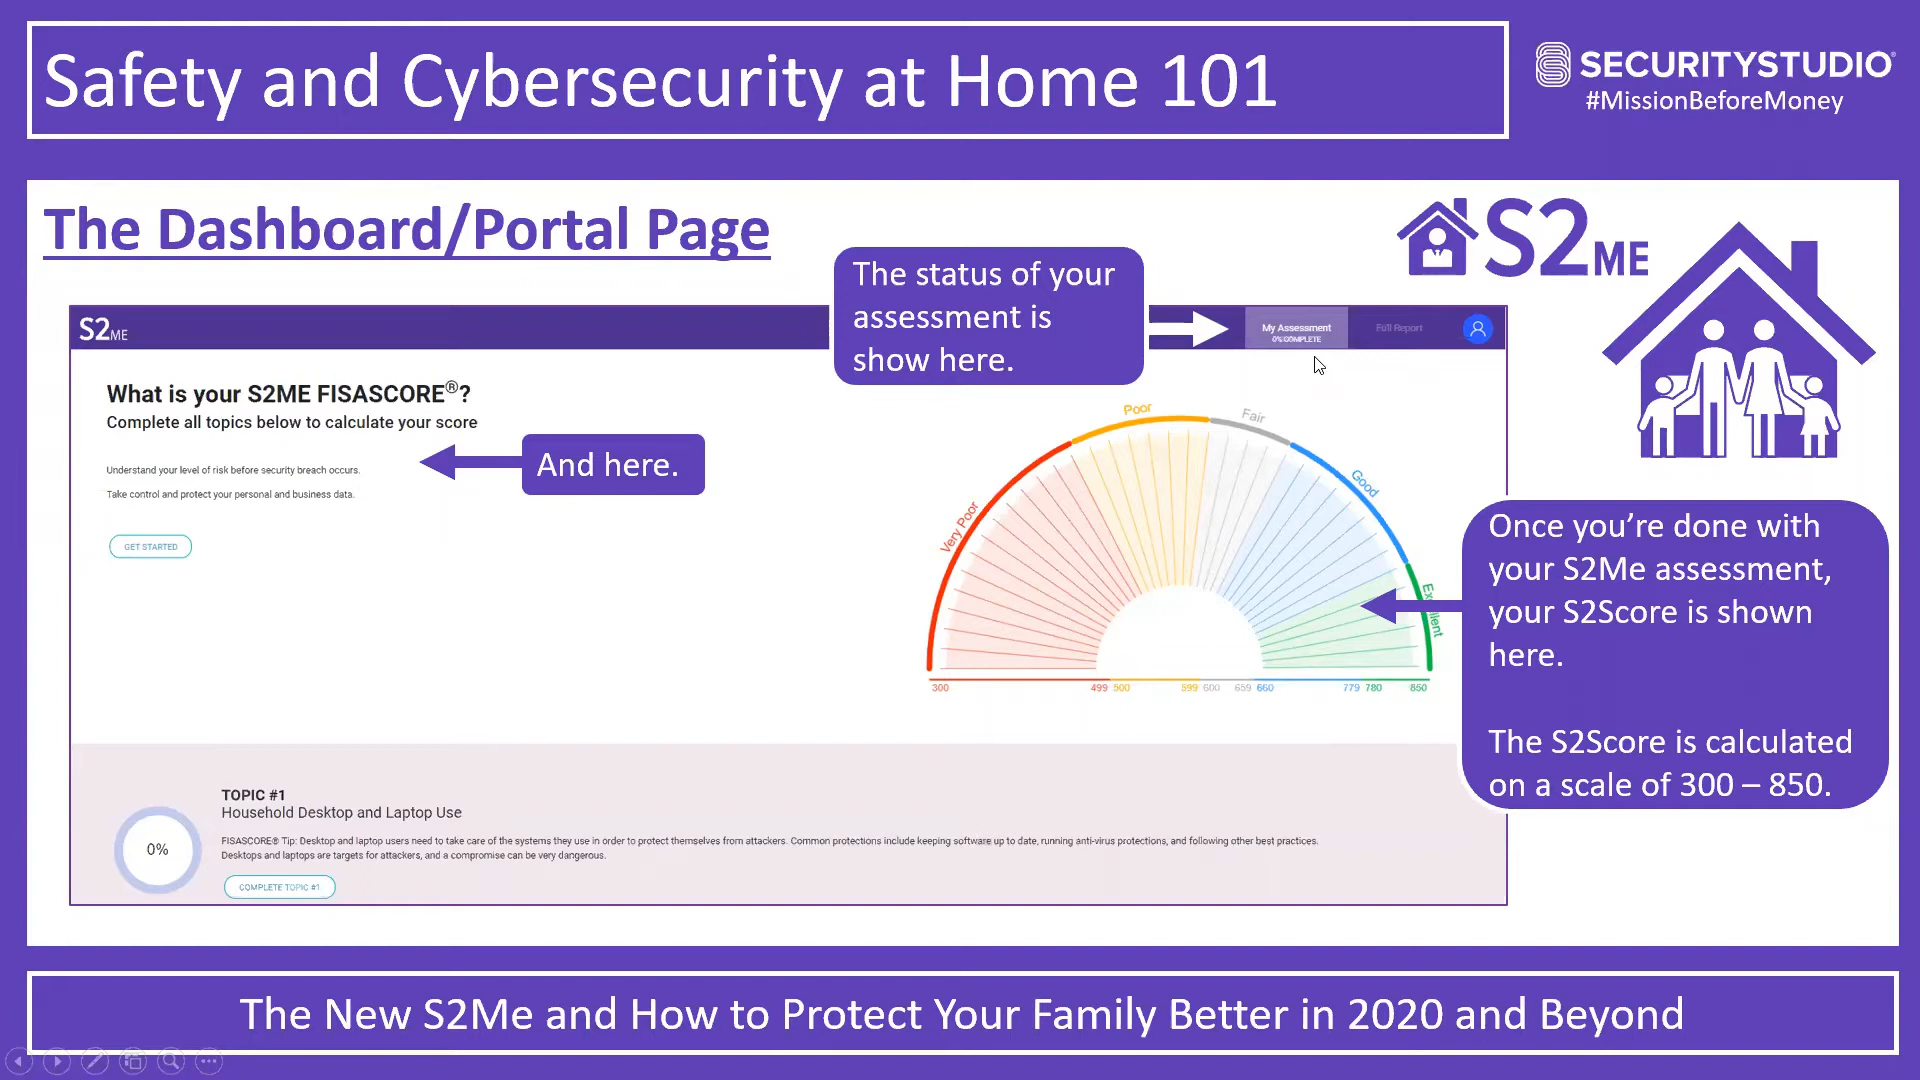 Safety and Cybersecurity at Home 101
SECURITYSTUDIO®
#MissionBeforeMoney
The Dashboard/Portal Page
S2ME
The status of your
assessment is
show here.
S2ME
My Assessment
0% COMPLETE
Full Report
What is your S2ME FISASCORE®?
Complete all topics below to calculate your score
And here.
Understand your level of risk before security breach occurs.
Take control and protect your personal and business data.
GET STARTED
Very Poor
Poor
Fair
Good
300 499 500 599 600 659 660 779 780 850
Once you’re done with
your S2Me assessment,
your S2Score is shown
here.
The S2Score is calculated
on a scale of 300 – 850.
TOPIC #1
Household Desktop and Laptop Use
0%
FISASCORE® Tip: Desktop and laptop users need to take care of the systems they use in order to protect themselves from attackers. Common protections include keeping software up to date, running anti-virus protections, and following other best practices.
Desktops and laptops are targets for attackers, and a compromise can be very dangerous.
COMPLETE TOPIC #1
The New S2Me and How to Protect Your Family Better in 2020 and Beyond